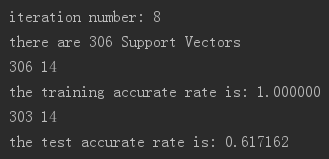 iteration number: 8
there are 306 Support Vectors
306 14
the training accurate rate is: 1.000000
303 14
the test accurate rate is: 0.617162